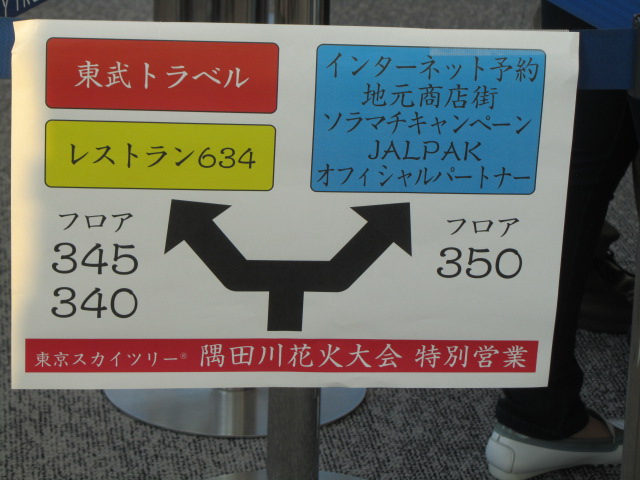 東武トラベル
レストラン634
フロア
345
340
インターネット予約
地元商店街
ソラマチキャンペーン
JALPAK
オフィシャルパートナー
フロア
350
東京スカイツリー® 隅田川花火大会 特別営業